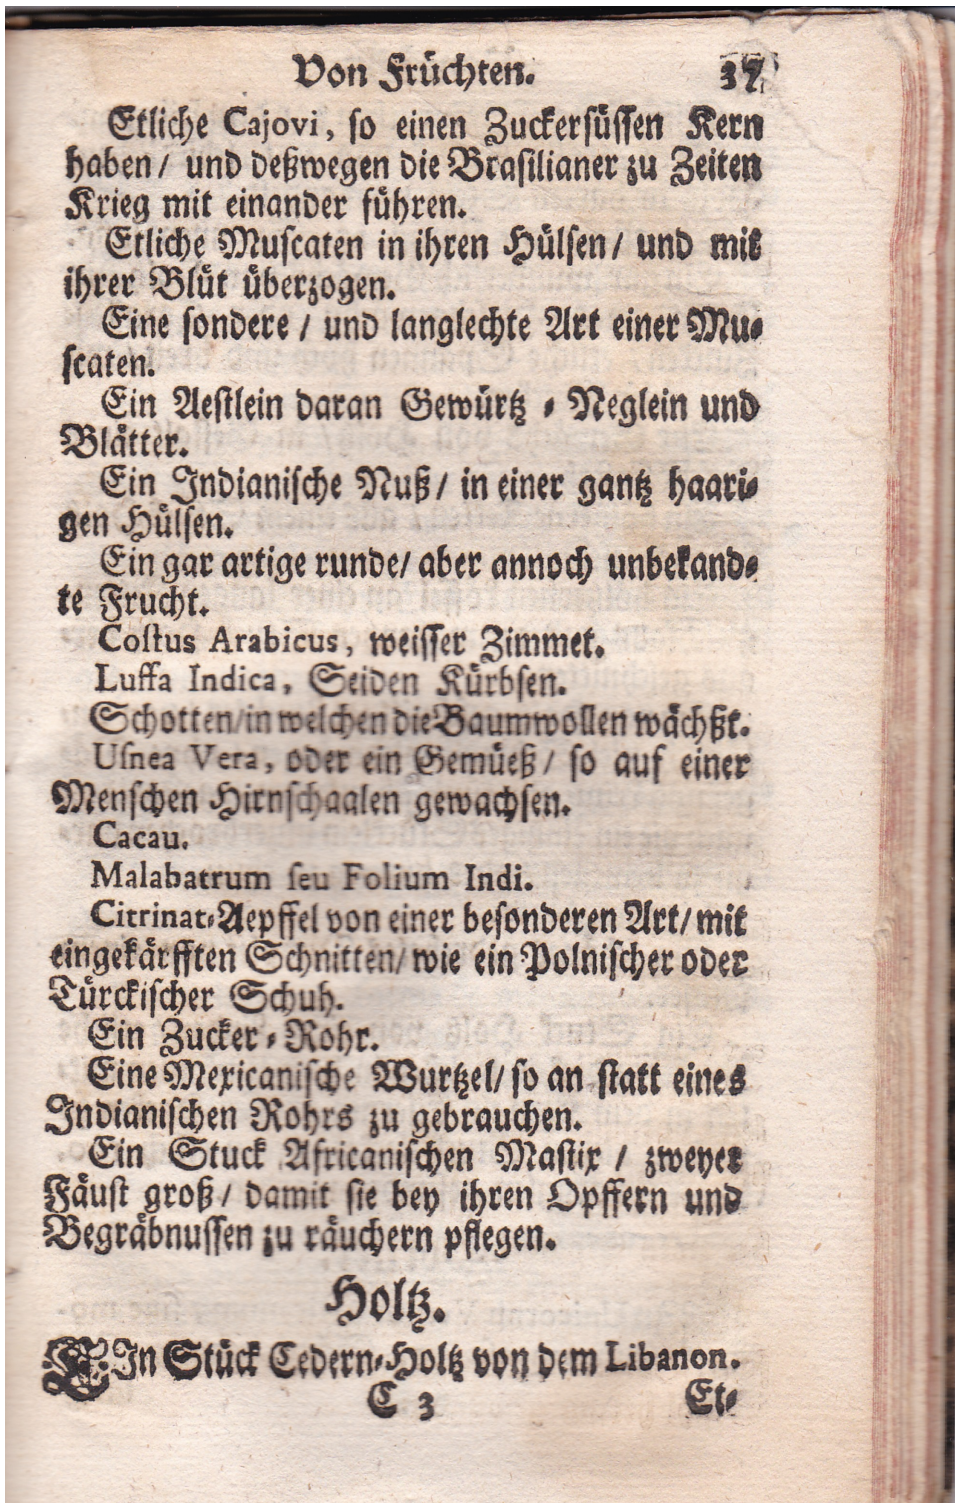 Von Früchten. 37
Etliche Cajovi, so einen Zuckersüssen Kern
haben/ und deßwegen die Brasilianer zu Zeiten
Krieg mit einander führen.
Etliche Muscaten in ihren Hülsen/ und mit
ihrer Blüt überzogen.
Eine sondere / und langlechte Art einer Mu-
scaten.
Ein Aestlein daran Gewürtz - Neglein und
Blätter.
Ein Indianische Nuß/ in einer gantz haari-
gen Hülsen.
Ein gar artige runde/ aber annoch unbekand-
te Frucht.
Costus Arabicus, weisser Zimmet.
Luffa Indica, Seiden Kürbsen.
Schotten/in welchen die Baumwollen wächßt.
Usnea Vera, oder ein Gemüeß/ so auf einer
Menschen Hirnschaalen gewachsen.
Cacau.
Malabatrum seu Folium Indi.
Citrinat-Aepffel von einer besonderen Art/ mit
eingekärfften Schnitten/ wie ein Polnischer oder
Türckischer Schuh.
Ein Zucker - Rohr.
Eine Mexicanische Wurtzel/ so an statt eines
Indianischen Rohrs zu gebrauchen.
Ein Stuck Africanischen Mastix / zweyer
Fäust groß/ damit sie bey ihren Opffern und
Begräbnussen zu räuchern pflegen.
Holtz.
EIn Stück Cedern-Holtz von dem Libanon.
C 3 Et-